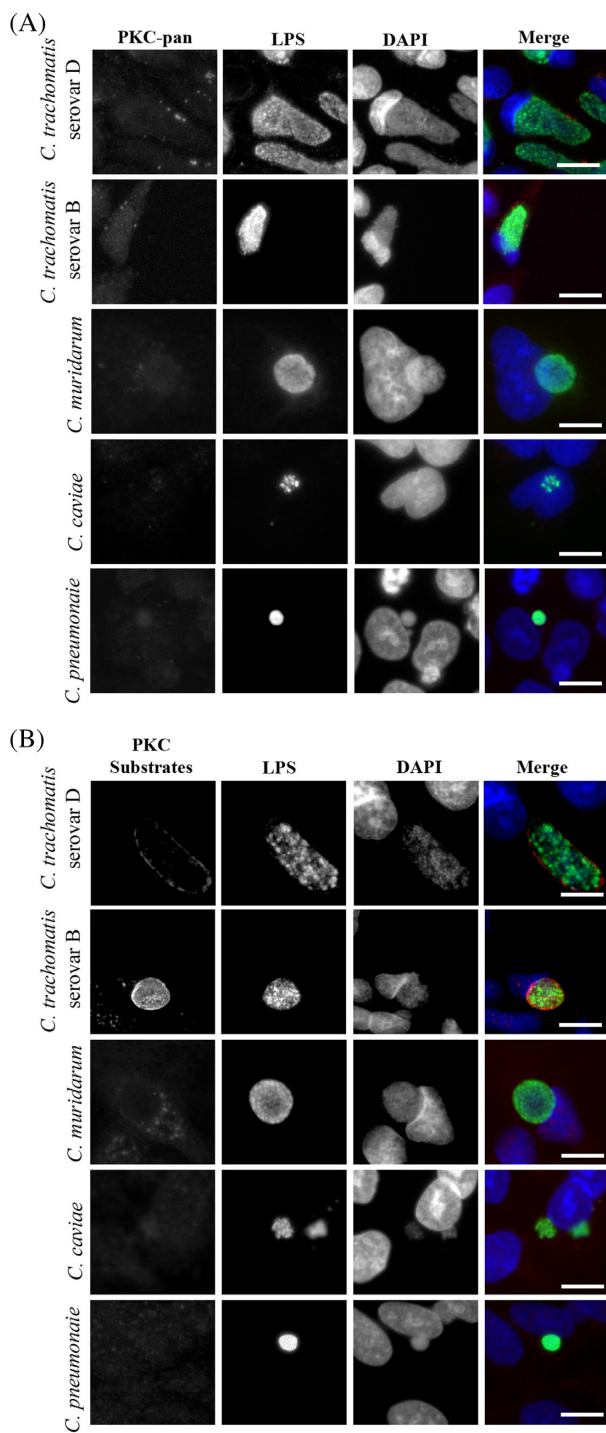 (A)
PKC-pan LPS DAPI Merge
C. trachomatis
serovar D
C. trachomatis
serovar B
C. muridarum
C. caviae
C. pneumonaie
(B)
PKC
Substrates LPS DAPI Merge
C. trachomatis
serovar D
C. trachomatis
serovar B
C. muridarum
C. caviae
C. pneumonaie